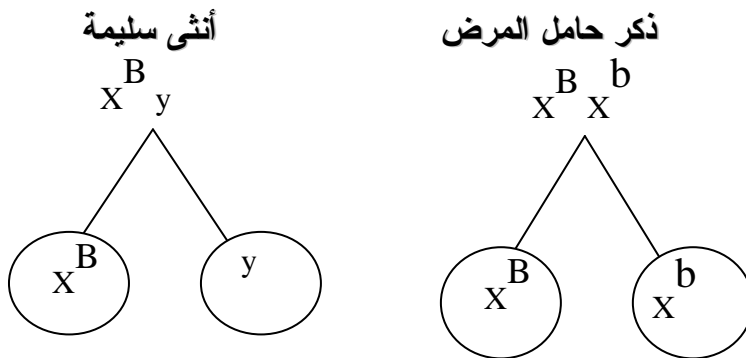 ذكر حامل المرض
أنثى سليمة
X^B X^b
X^B y
X^B
X^b
X^B
y